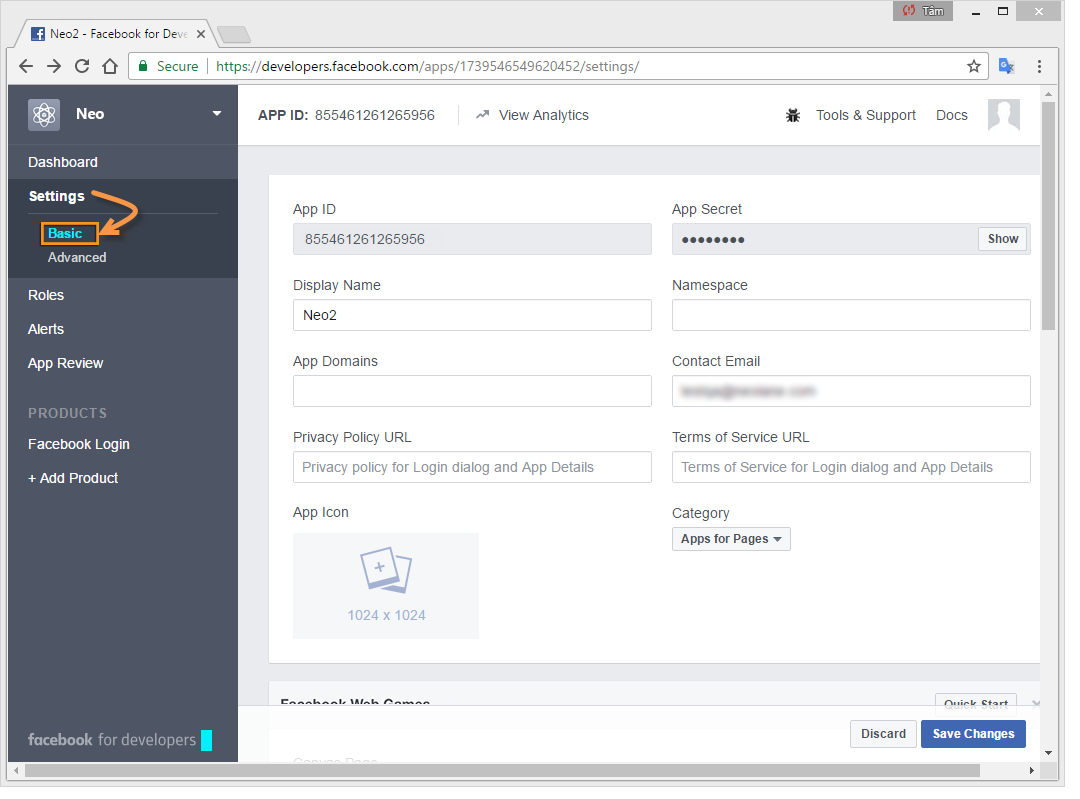 Tâm
Neo2 - Facebook for Deve
Secure https://developers.facebook.com/apps/1739546549620452/settings/
Neo
APP ID: 855461261265956 View Analytics Tools & Support Docs
Dashboard
Settings
Basic
Advanced
Roles
Alerts
App Review
PRODUCTS
Facebook Login
+ Add Product
facebook for developers
App ID App Secret
855461261265956 ●●●●●●●● Show
Display Name Namespace
Neo2
App Domains Contact Email
Privacy Policy URL Terms of Service URL
Privacy policy for Login dialog and App Details Terms of Service for Login dialog and App Details
App Icon Category
Apps for Pages
1024 x 1024
Facebook Web Games Quick Start
Discard Save Changes
Canvas Page